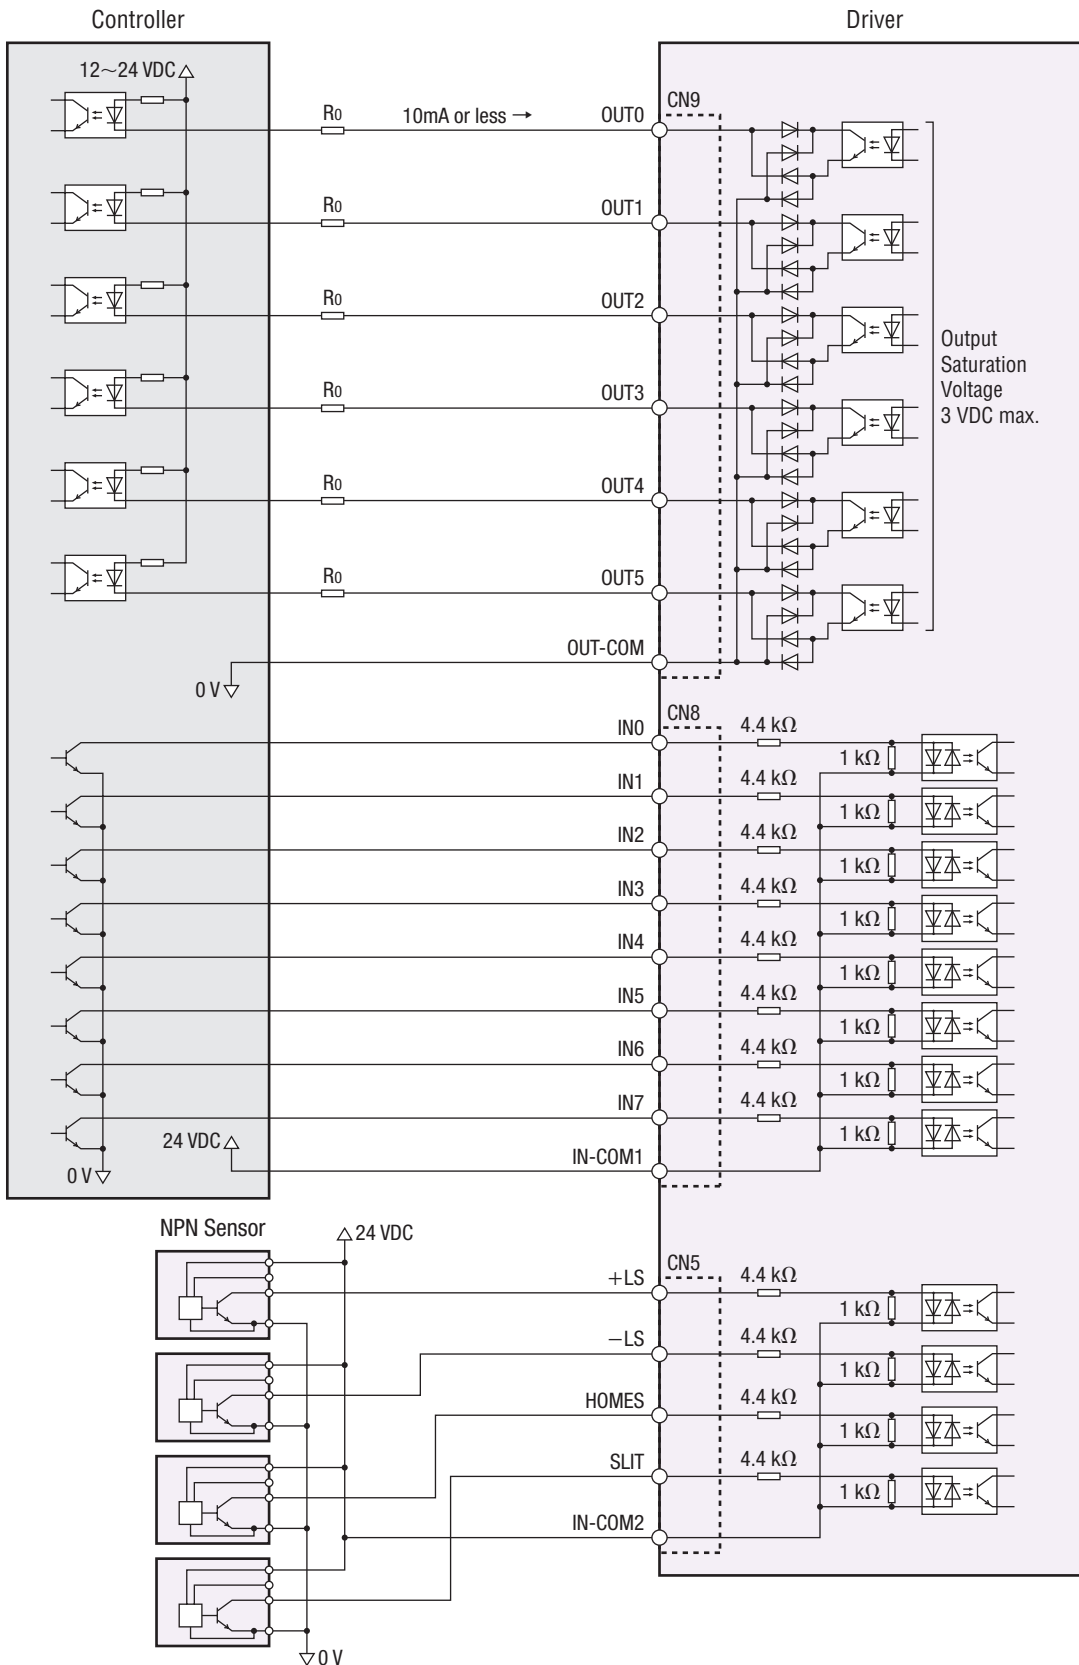 Controller
Driver
12~24 VDC
CN9
R0
10mA or less →
OUT0
R0
OUT1
R0
OUT2
R0
OUT3
R0
OUT4
R0
OUT5
Output
Saturation
Voltage
3 VDC max.
OUT-COM
0 V
CN8
IN0
4.4 kΩ
1 kΩ
IN1
4.4 kΩ
1 kΩ
IN2
4.4 kΩ
1 kΩ
IN3
4.4 kΩ
1 kΩ
IN4
4.4 kΩ
1 kΩ
IN5
4.4 kΩ
1 kΩ
IN6
4.4 kΩ
1 kΩ
IN7
4.4 kΩ
1 kΩ
24 VDC
IN-COM1
0 V
NPN Sensor
24 VDC
CN5
+LS
4.4 kΩ
1 kΩ
−LS
4.4 kΩ
1 kΩ
HOMES
4.4 kΩ
1 kΩ
SLIT
4.4 kΩ
1 kΩ
IN-COM2
0 V